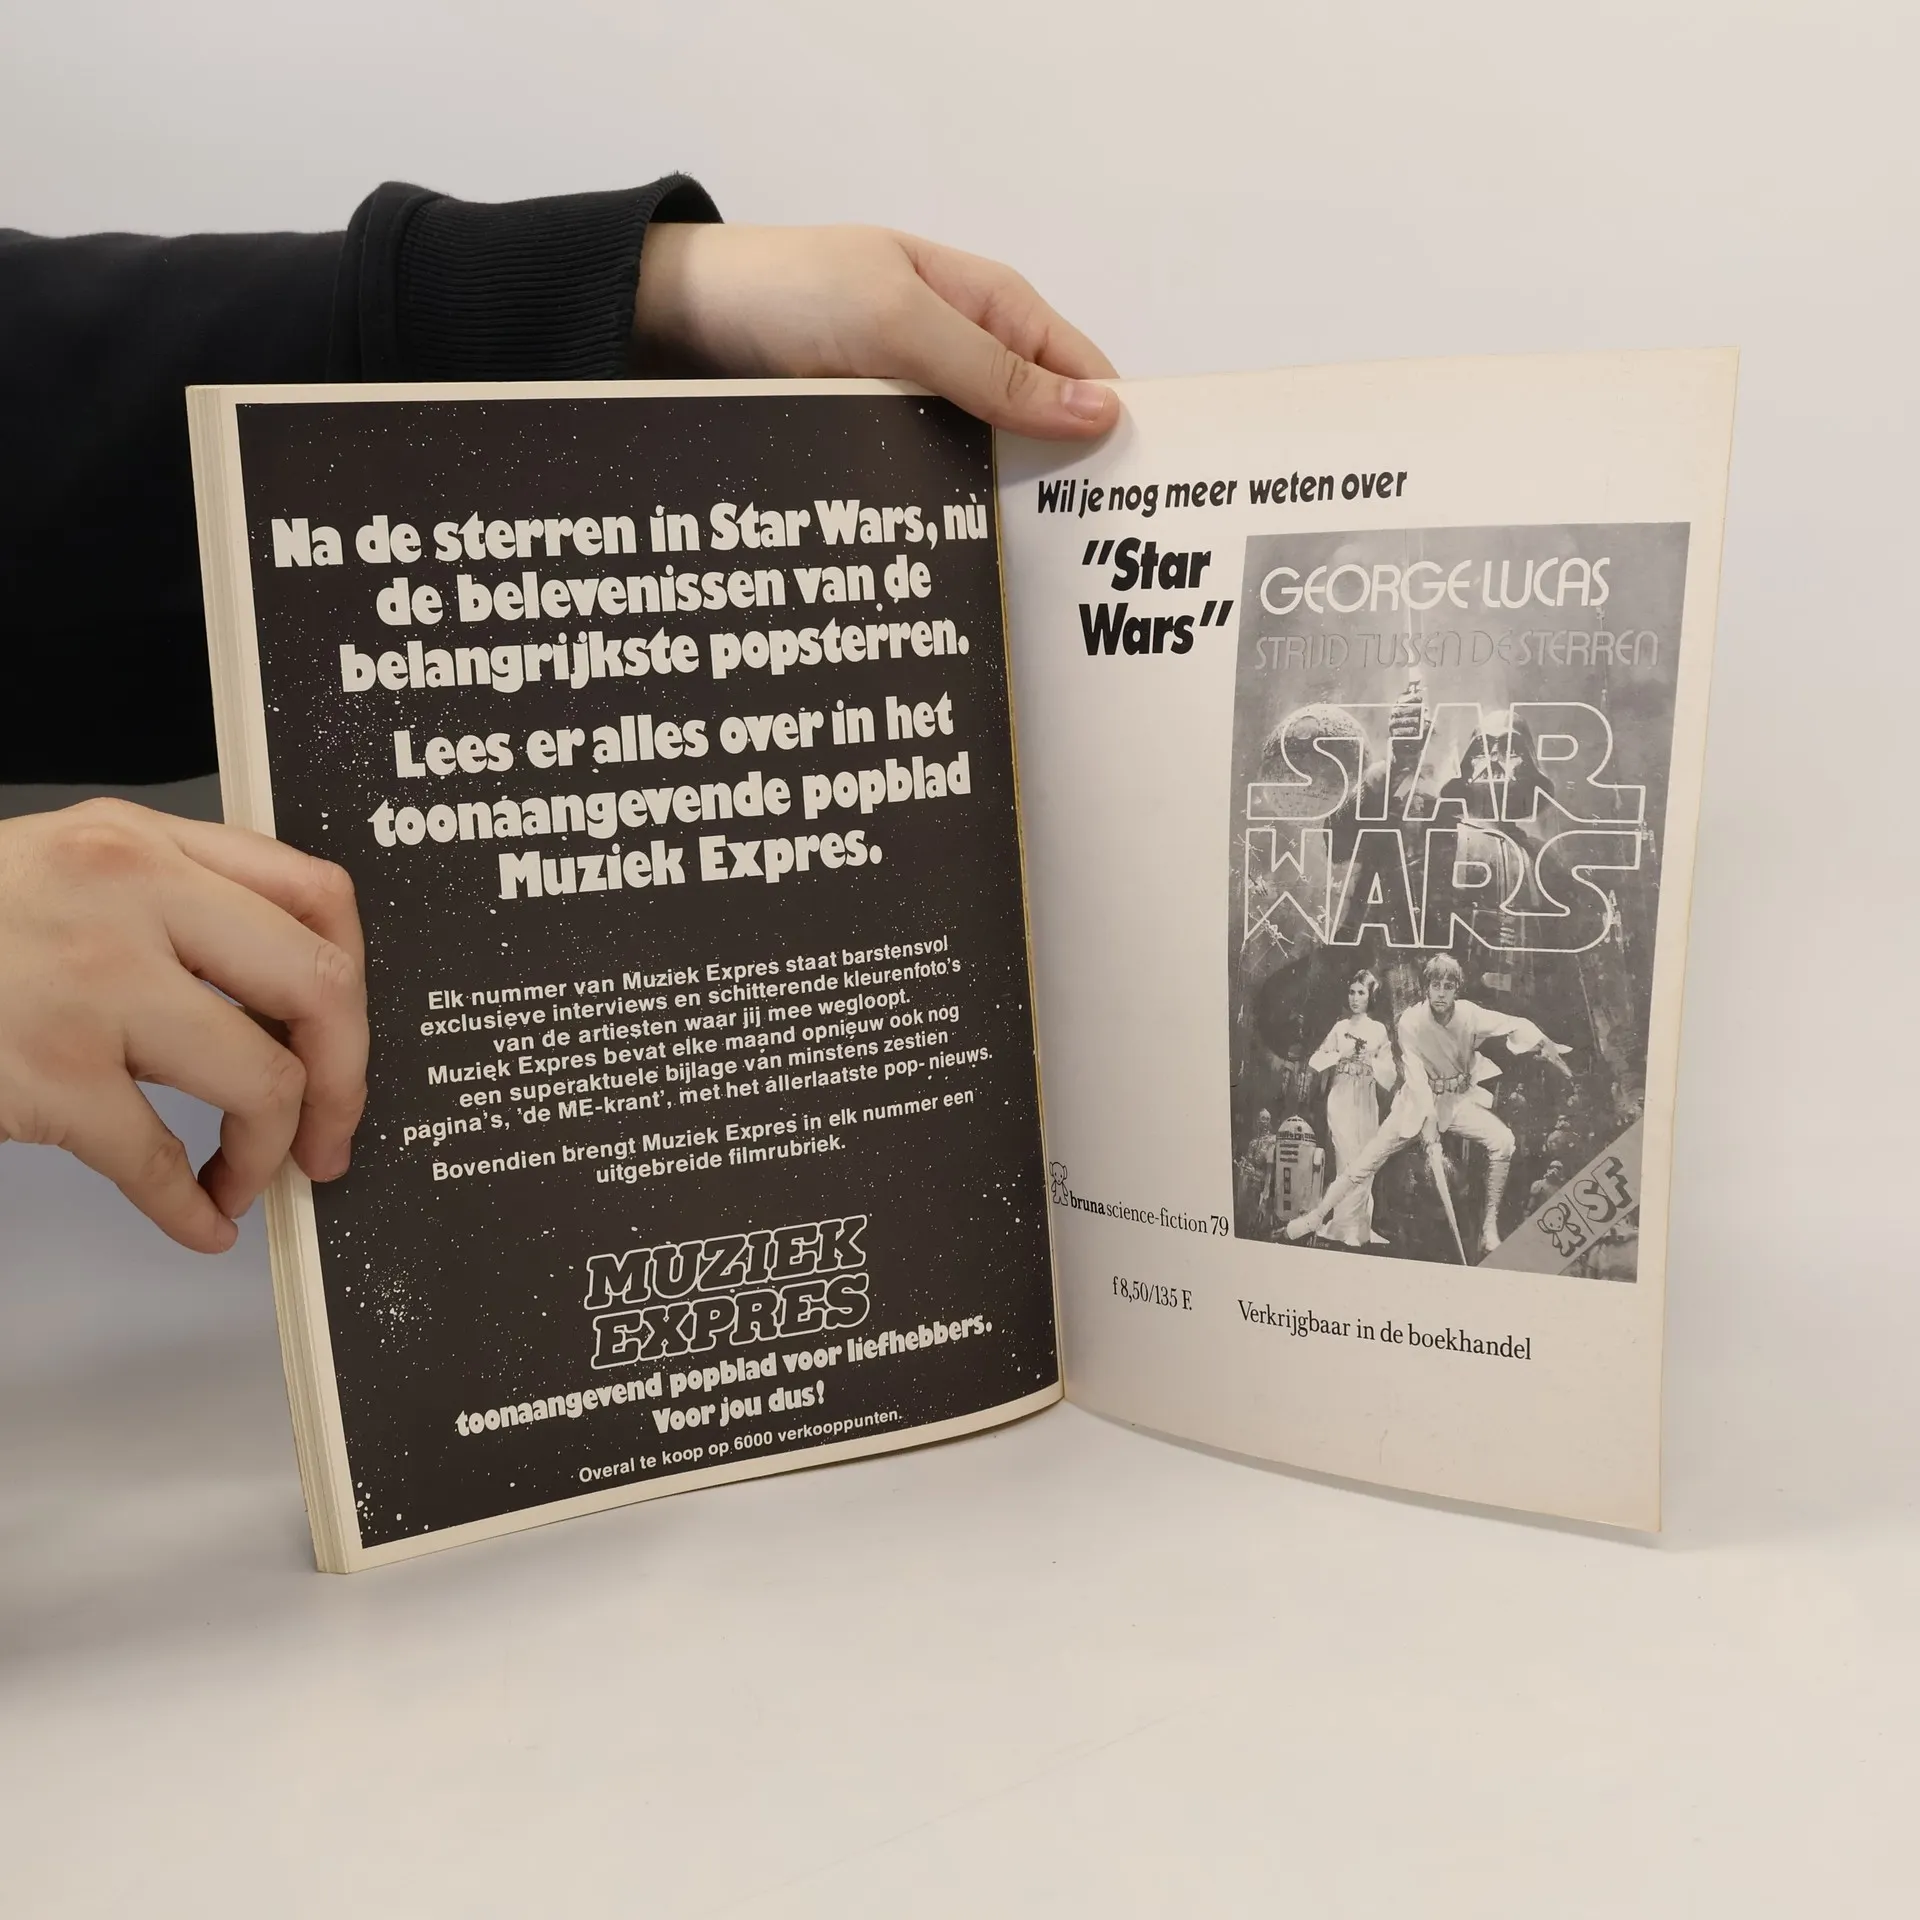 Na de sterren in Star Wars, nù
de belevenissen van de
belangrijkste popsterren.
Lees er alles over in het
toonaangevende popblad
Muziek Expres.
Elk nummer van Muziek Expres staat barstensvol
exclusieve interviews en schitterende kleurenfoto's
van de artiesten waar jij mee wegloopt.
Muziek Expres bevat elke maand opnieuw ook nog
een superaktuele bijlage van minstens zestien
pagina's, 'de ME-krant', met het allerlaatste pop-nieuws.
Bovendien brengt Muziek Expres in elk nummer een
uitgebreide filmrubriek.
MUZIEK
EXPRES
toonaangevend popblad voor liefhebbers.
Voor jou dus!
Overal te koop op 6000 verkooppunten.
Wil je nog meer weten over
"Star
Wars"
GEORGE LUCAS
STRIJD TUSSEN DE STERREN
STAR
WARS
SF
bruna science-fiction 79
f 8,50/135 F.
Verkrijgbaar in de boekhandel